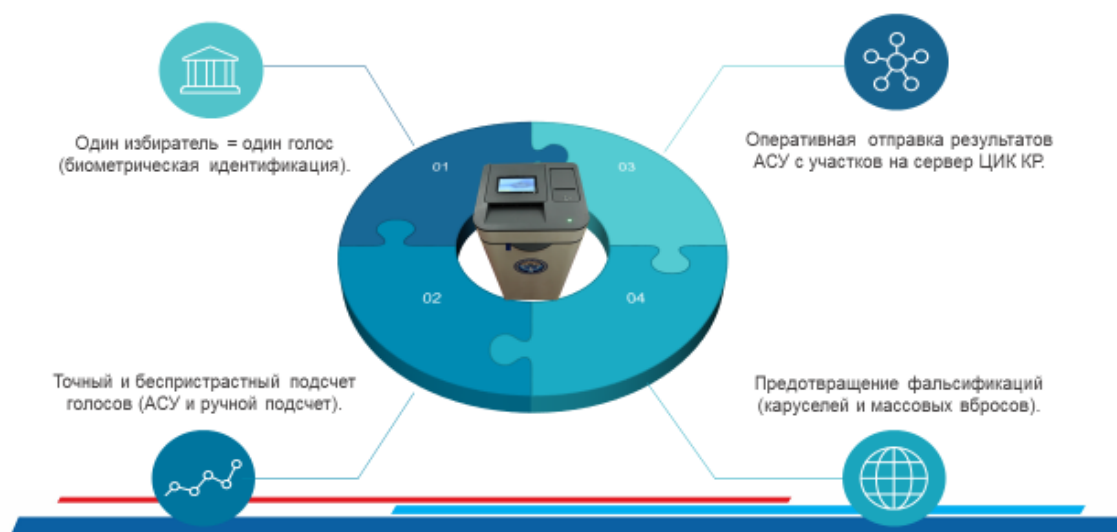 Один избиратель = один голос
(биометрическая идентификация).
01
03
Оперативная отправка результатов
АСУ с участков на сервер ЦИК КР.
02
04
Точный и беспристрастный подсчет
голосов (АСУ и ручной подсчет).
Предотвращение фальсификаций
(каруселей и массовых вбросов).